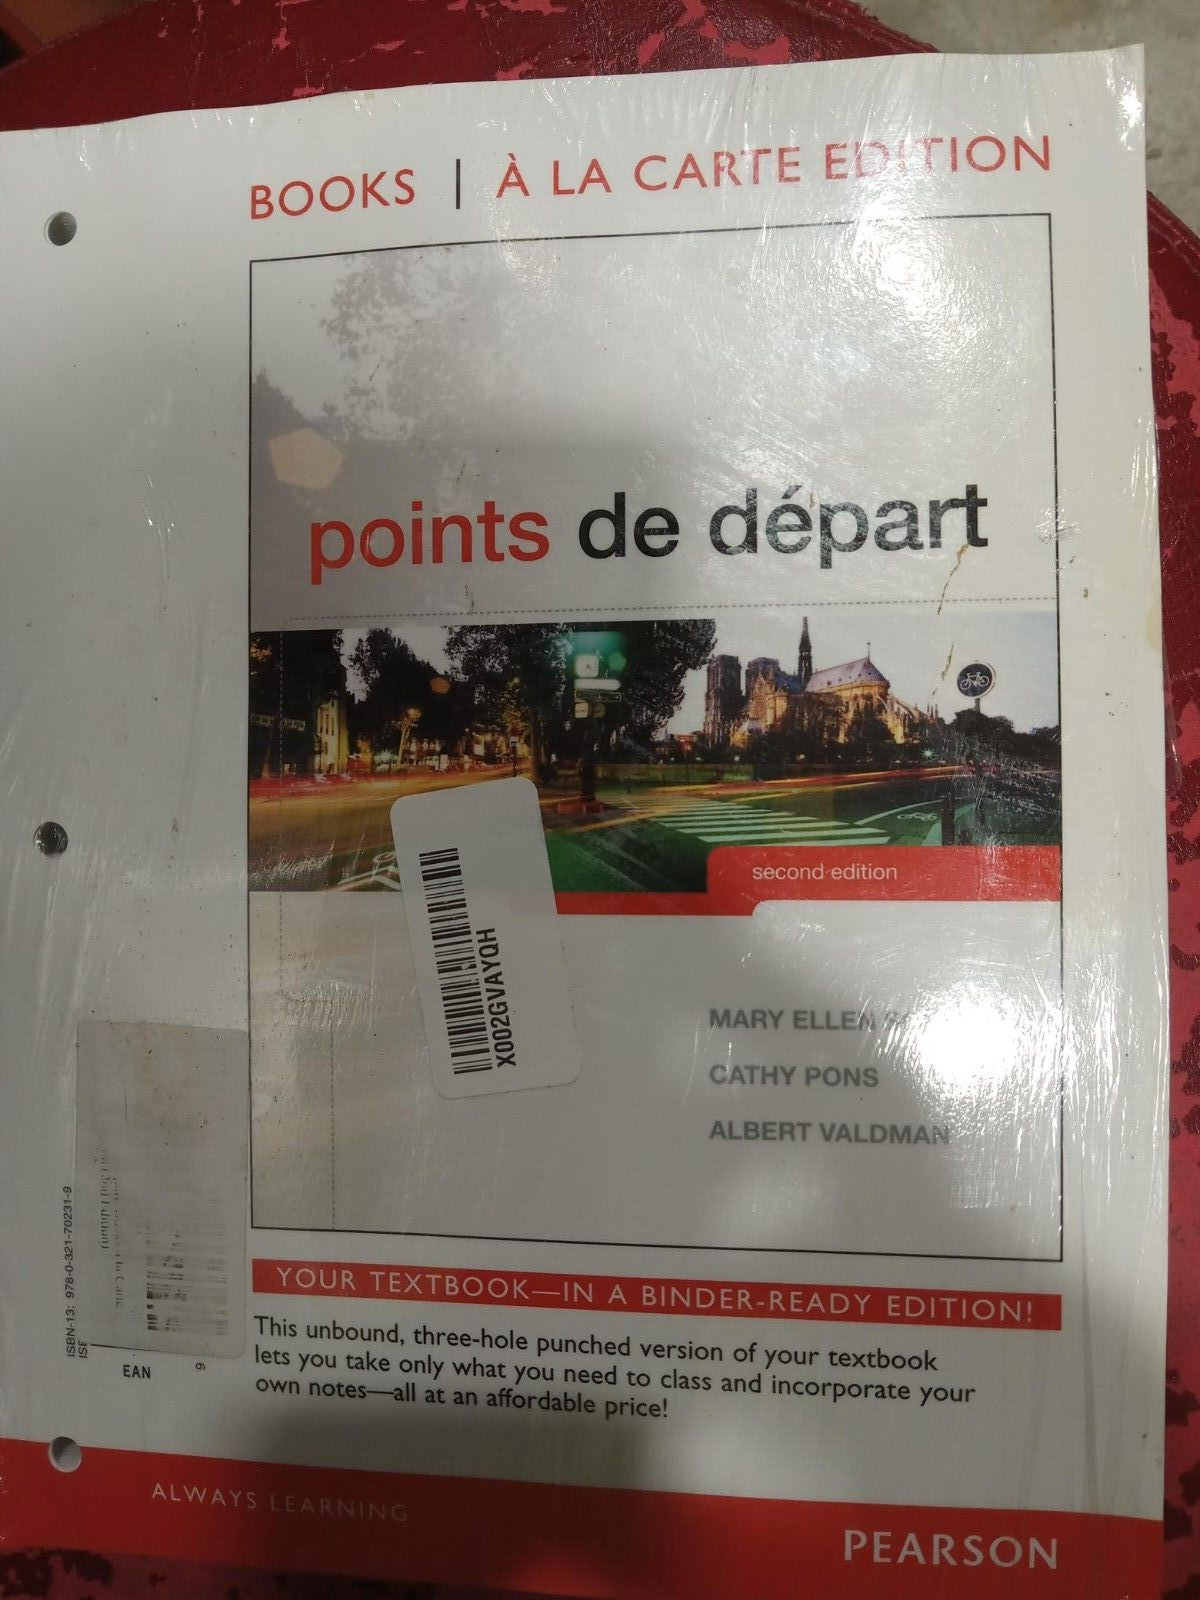 BOOKS | À LA CARTE EDITION
points de départ
second edition
X002GVAYQH
MARY ELLEN
CATHY PONS
ALBERT VALDMAN
ISBN-13: 978-0-321-70231-9
EAN
9
YOUR TEXTBOOK—IN A BINDER-READY EDITION!
This unbound, three-hole punched version of your textbook
lets you take only what you need to class and incorporate your
own notes—all at an affordable price!
ALWAYS LEARNING
PEARSON